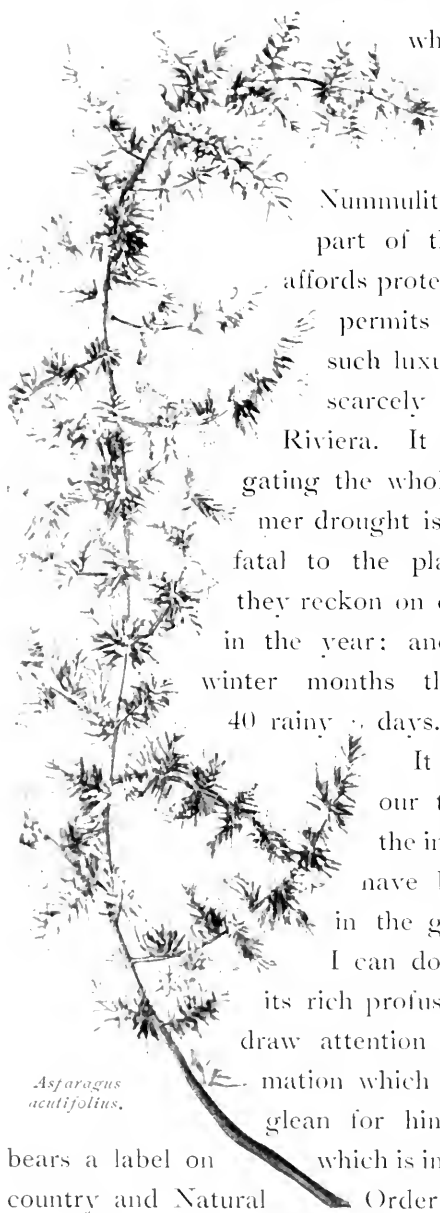 wh
Nummulit
part of th
affords prote
permits
such luxu
scarcely
Riviera. It
gating the whol
mer drought is
fatal to the pla
they reckon on
in the year: and
winter months th
40 rainy days.
It
our t
the in
have
in the g
I can do
its rich profus
draw attention
Asparagus
acutifolius.
mation which
glean for him
bears a label on which is in
country and Natural Order